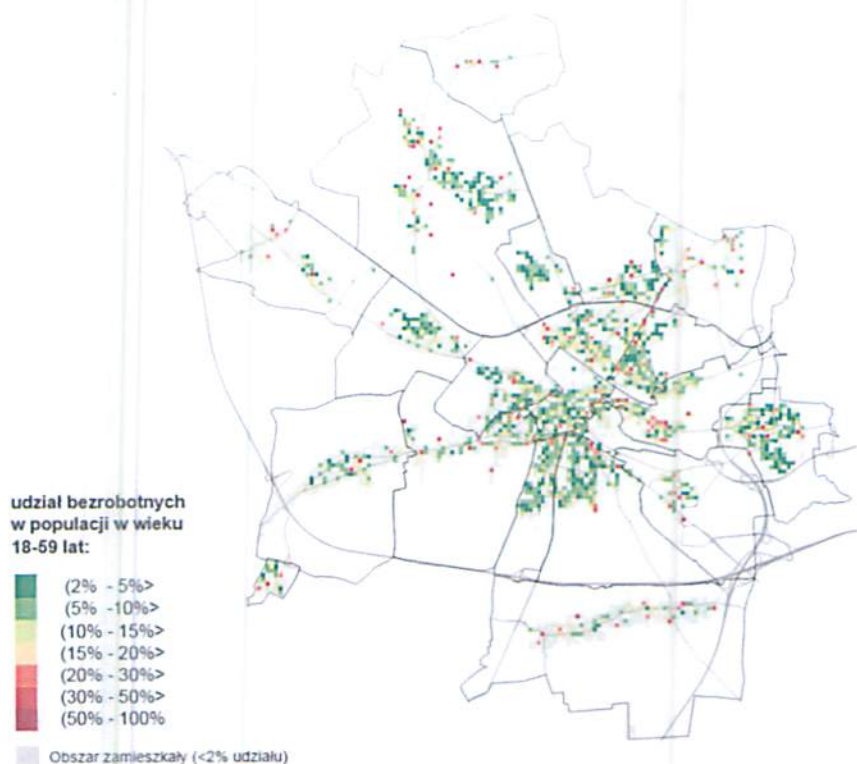 udział bezrobotnych
w populacji w wieku
18-59 lat:
(2% - 5%>
(5% -10%>
(10% - 15%>
(15% - 20%>
(20% - 30%>
(30% - 50%>
(50% - 100%
Obszar zamieszkały (<2% udziału)